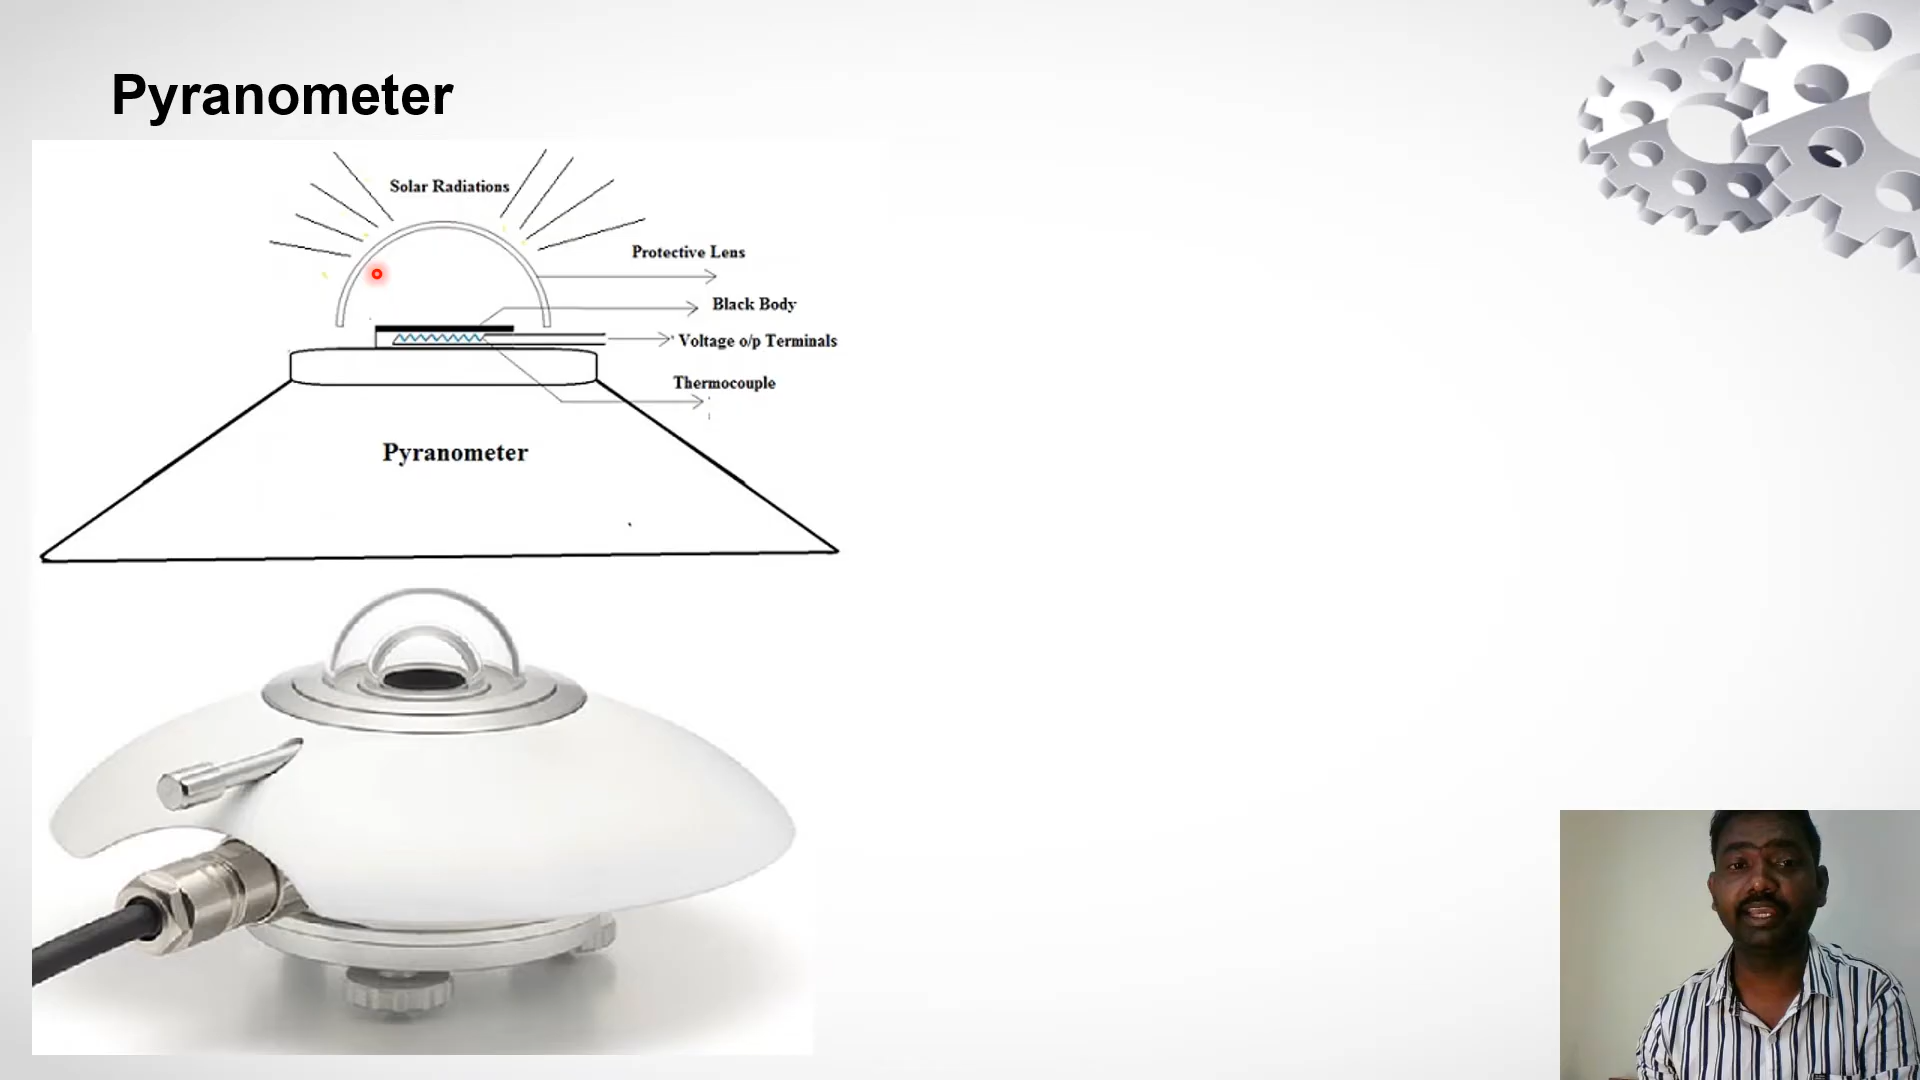 Pyranometer
Solar Radiations
Protective Lens
Black Body
Voltage o/p Terminals
Thermocouple
Pyranometer